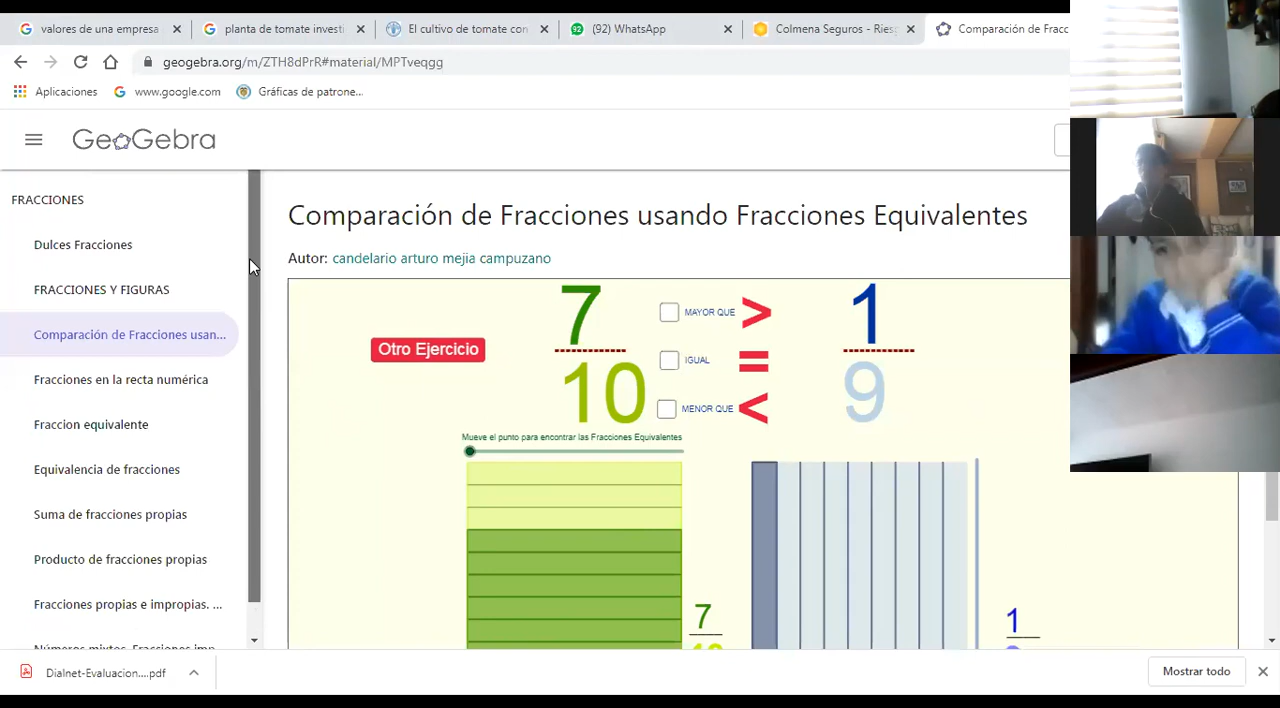 valores de una empresa
planta de tomate investi
El cultivo de tomate con
(92) WhatsApp
Colmena Seguros - Ries
Comparación de Fracc
geogebra.org/m/ZTH8dPrR#material/MPTveqgg
Aplicaciones
www.google.com
Gráficas de patrone...
GeoGebra
FRACCIONES
Dulces Fracciones
FRACCIONES Y FIGURAS
Comparación de Fracciones usan...
Fracciones en la recta numérica
Fraccion equivalente
Equivalencia de fracciones
Suma de fracciones propias
Producto de fracciones propias
Fracciones propias e impropias. ...
Números mixtos. Fracciones imp
Comparación de Fracciones usando Fracciones Equivalentes
Autor: candelario arturo mejia campuzano
Otro Ejercicio
7
10
MAYOR QUE >
IGUAL =
MENOR QUE <
1
9
Mueve el punto para encontrar las Fracciones Equivalentes
7
10
1
Dialnet-Evaluacion....pdf
Mostrar todo